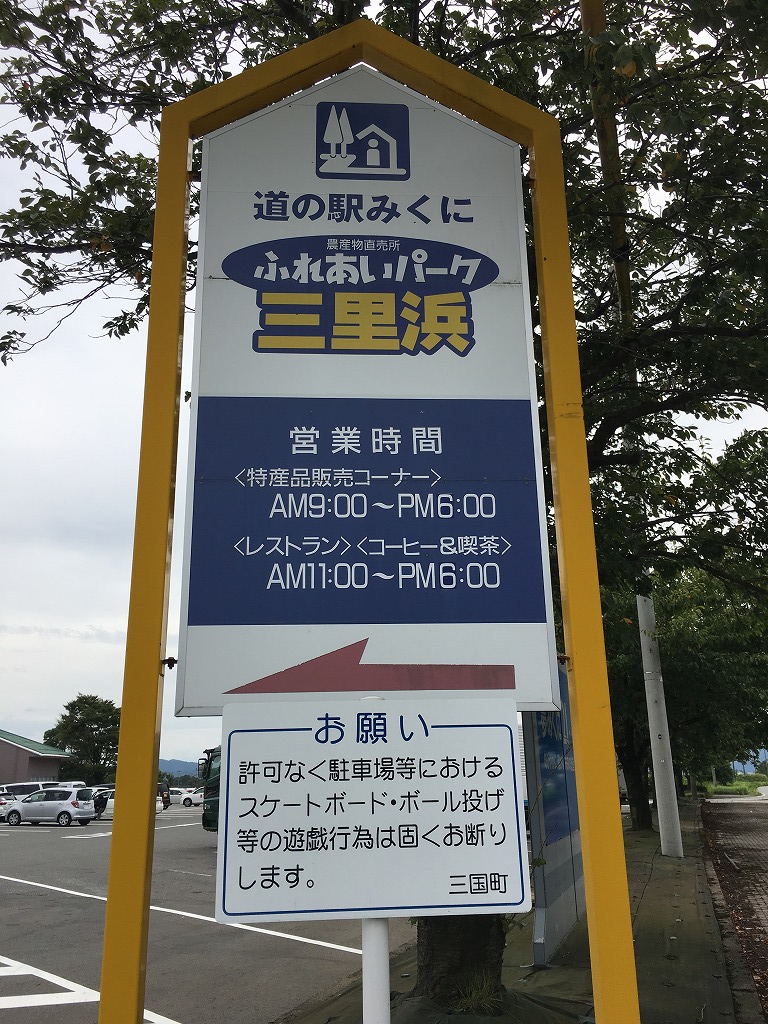 道の駅みくに
農産物直売所
ふれあいパーク
三里浜
営業時間
〈特産品販売コーナー〉
AM9:00～PM6:00
〈レストラン〉〈コーヒー&喫茶〉
AM11:00～PM6:00
お願い
許可なく駐車場等における
スケートボード・ボール投げ
等の遊戯行為は固くお断り
します。
三国町